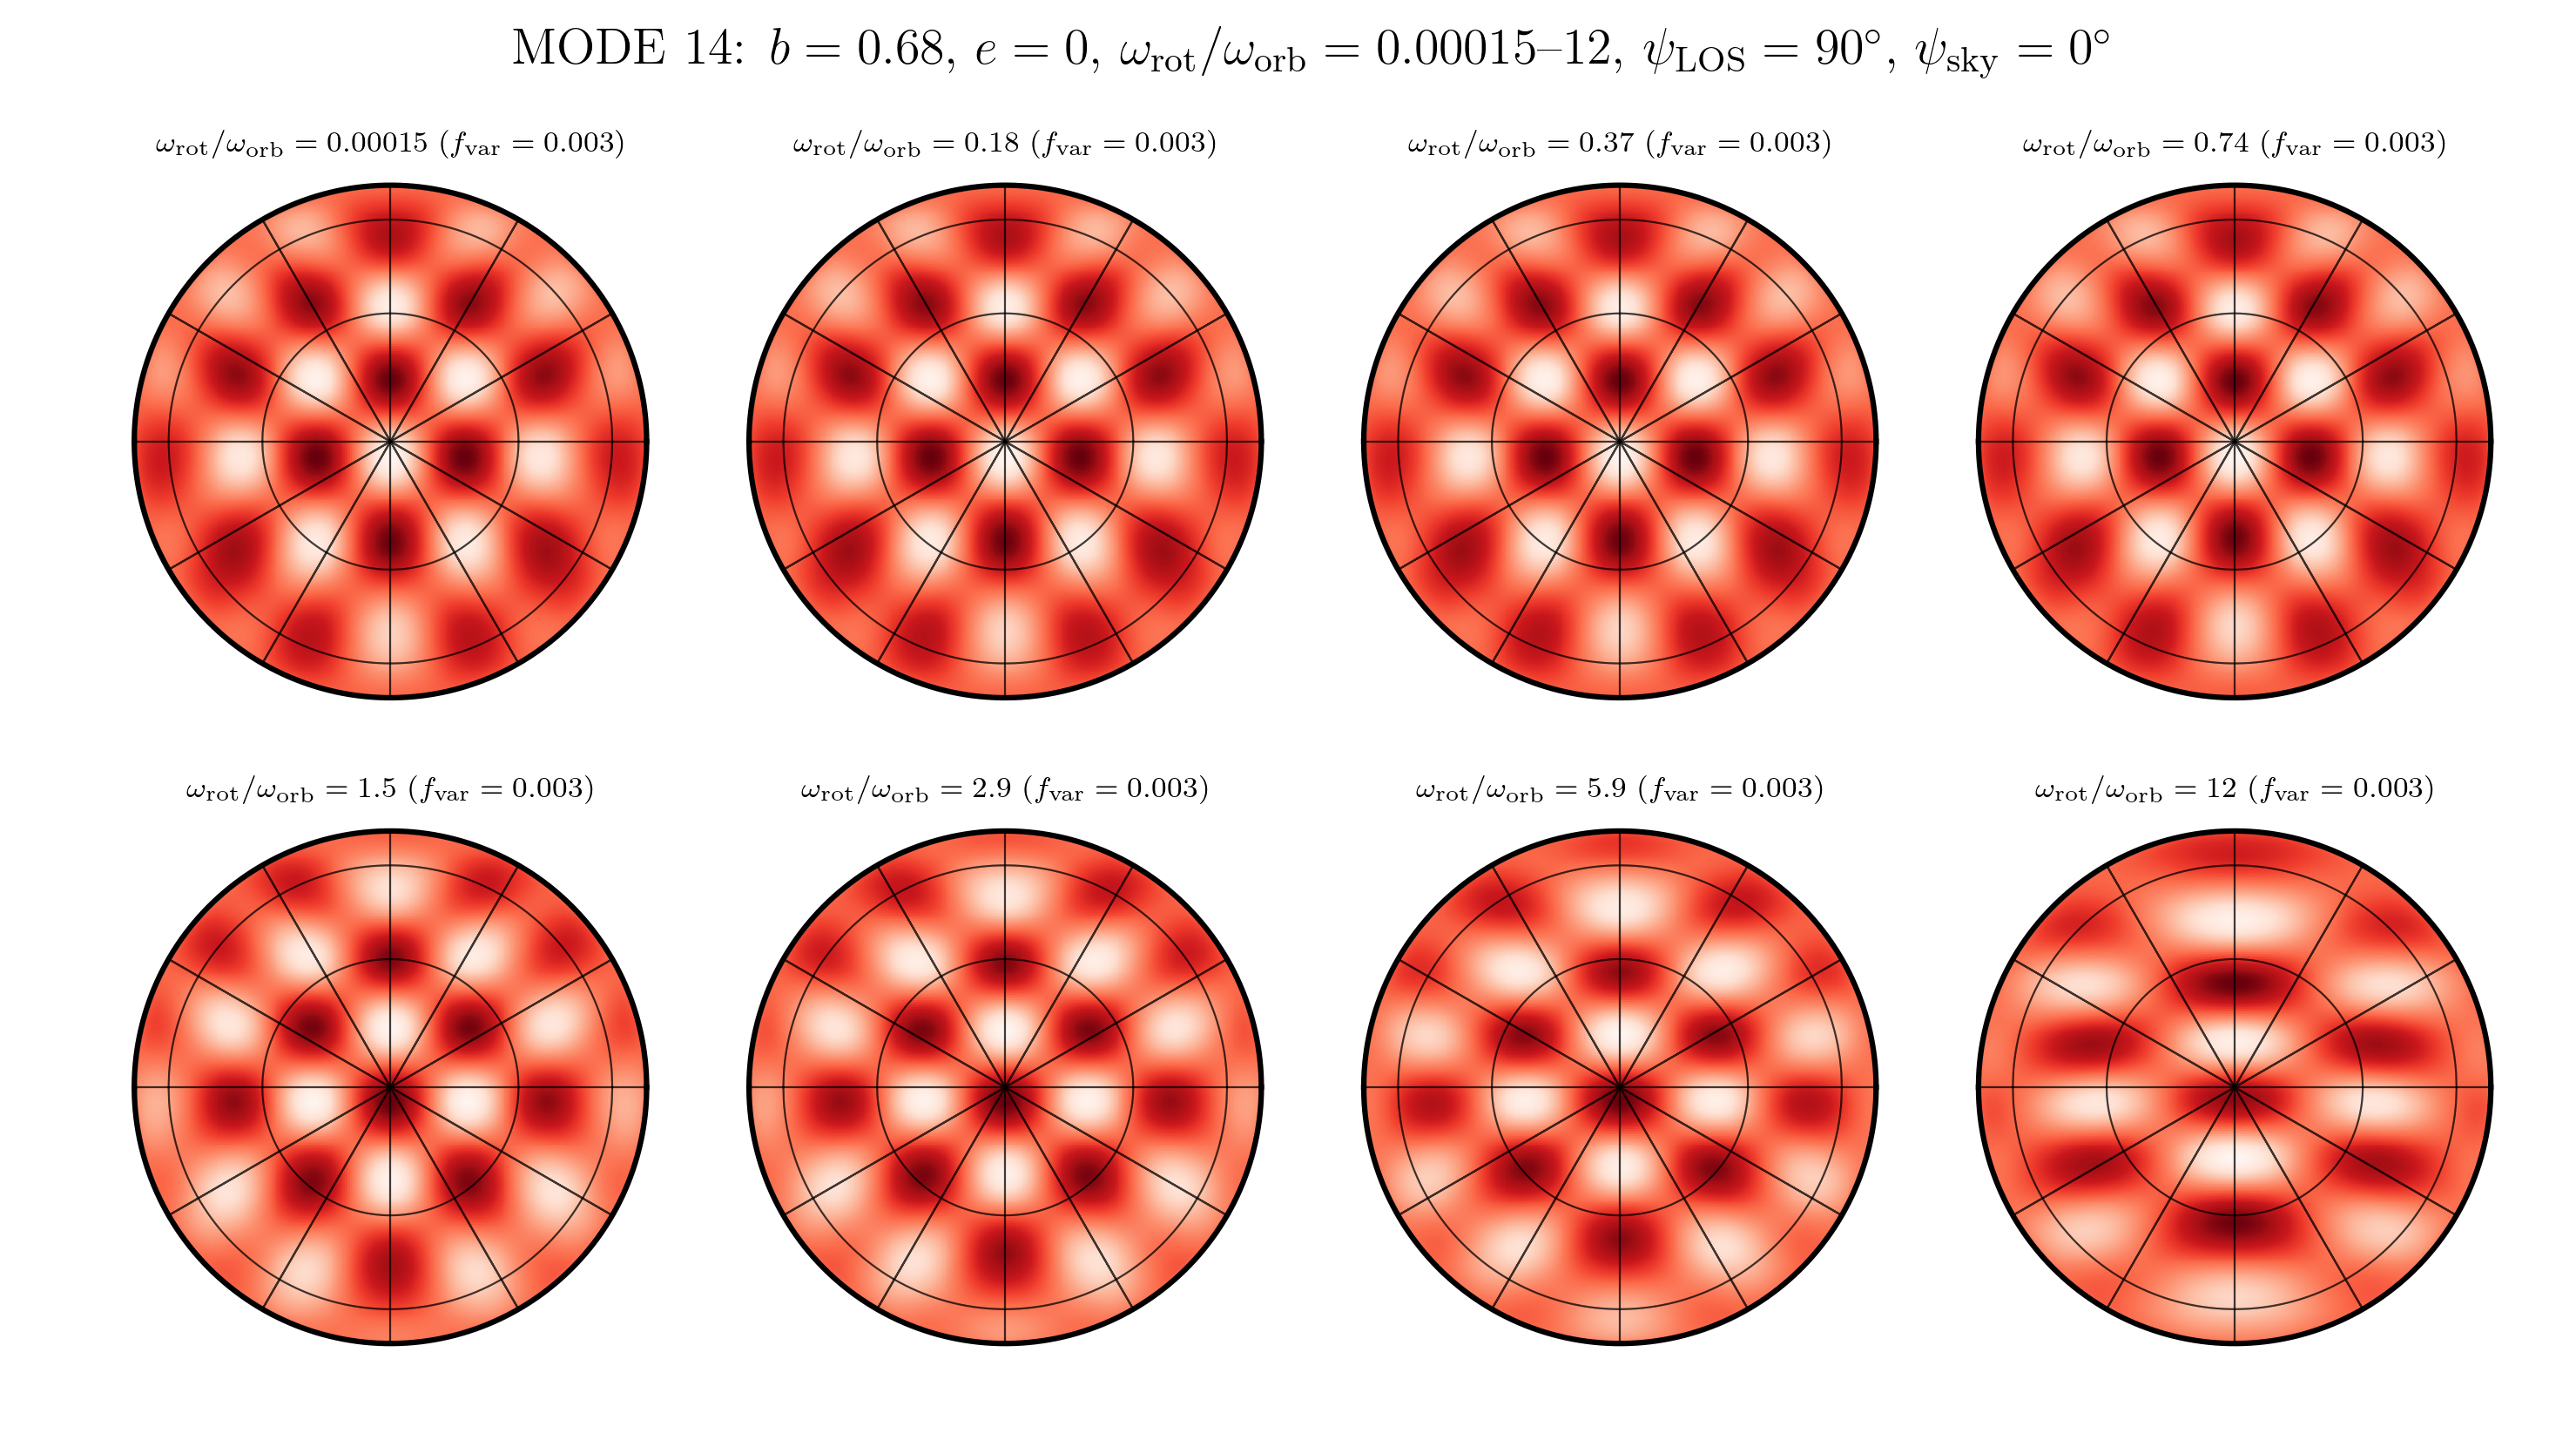 MODE 14: b = 0.68, e = 0, ω_rot/ω_orb = 0.00015–12, ψ_LOS = 90°, ψ_sky = 0°
ω_rot/ω_orb = 0.00015 (f_var = 0.003)
ω_rot/ω_orb = 0.18 (f_var = 0.003)
ω_rot/ω_orb = 0.37 (f_var = 0.003)
ω_rot/ω_orb = 0.74 (f_var = 0.003)
ω_rot/ω_orb = 1.5 (f_var = 0.003)
ω_rot/ω_orb = 2.9 (f_var = 0.003)
ω_rot/ω_orb = 5.9 (f_var = 0.003)
ω_rot/ω_orb = 12 (f_var = 0.003)